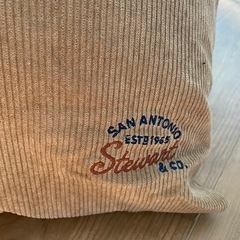 SAN ANTONIO
ESTD 1965
Stewart
& CO.